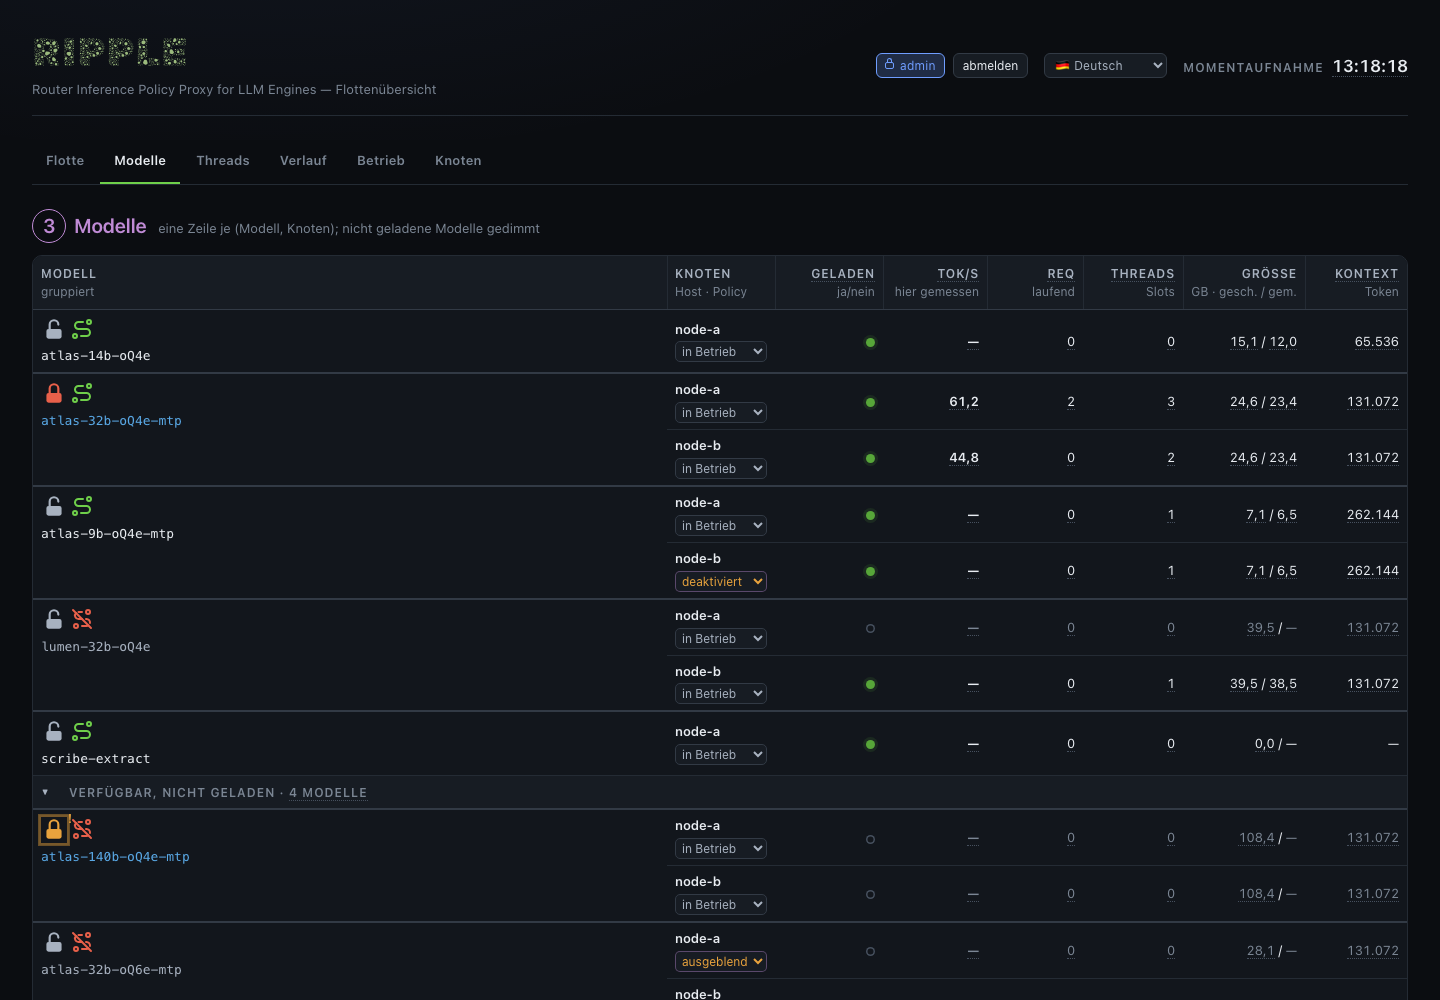 RIPPLE
Router Inference Policy Proxy for LLM Engines — Flottenübersicht
admin abmelden Deutsch MOMENTAUFNAHME 13:18:18
Flotte Modelle Threads Verlauf Betrieb Knoten
3 Modelle eine Zeile je (Modell, Knoten); nicht geladene Modelle gedimmt
MODELL KNOTEN GELADEN TOK/S REQ THREADS GRÖSSE KONTEXT
gruppiert Host · Policy ja/nein hier gemessen laufend Slots GB · gesch. / gem. Token
node-a
in Betrieb — 0 0 15,1 / 12,0 65.536
atlas-14b-oQ4e
node-a
in Betrieb 61,2 2 3 24,6 / 23,4 131.072
atlas-32b-oQ4e-mtp
node-b
in Betrieb 44,8 0 2 24,6 / 23,4 131.072
node-a
in Betrieb — 0 1 7,1 / 6,5 262.144
atlas-9b-oQ4e-mtp
node-b
deaktiviert — 0 1 7,1 / 6,5 262.144
node-a
in Betrieb — 0 0 39,5 / — 131.072
lumen-32b-oQ4e
node-b
in Betrieb — 0 1 39,5 / 38,5 131.072
node-a
in Betrieb — 0 0 0,0 / — —
scribe-extract
VERFÜGBAR, NICHT GELADEN · 4 MODELLE
node-a
in Betrieb — 0 0 108,4 / — 131.072
atlas-140b-oQ4e-mtp
node-b
in Betrieb — 0 0 108,4 / — 131.072
node-a
ausgeblend — 0 0 28,1 / — 131.072
atlas-32b-oQ6e-mtp
node-b